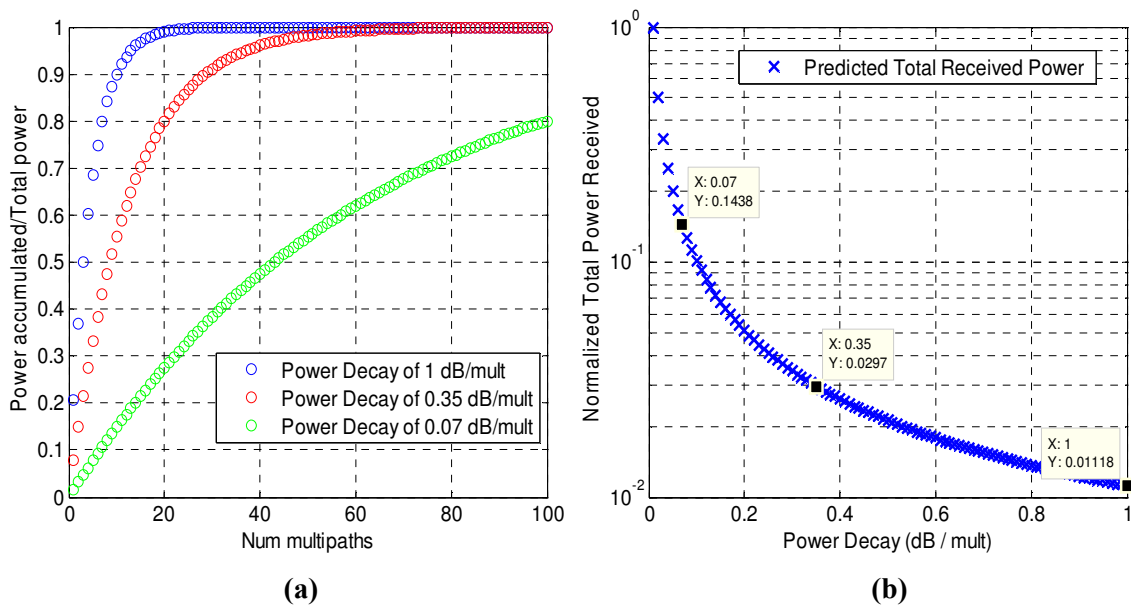 1
0.9
0.8
0.7
0.6
0.5
0.4
0.3
0.2
0.1
0
Power accumulated/Total power
Power Decay of 1 dB/mult
Power Decay of 0.35 dB/mult
Power Decay of 0.07 dB/mult
0 20 40 60 80 100
Num multipaths
(a)
10^0
10^-1
10^-2
Normalized Total Power Received
Predicted Total Received Power
X: 0.07
Y: 0.1438
X: 0.35
Y: 0.0297
X: 1
Y: 0.01118
0 0.2 0.4 0.6 0.8 1
Power Decay (dB / mult)
(b)